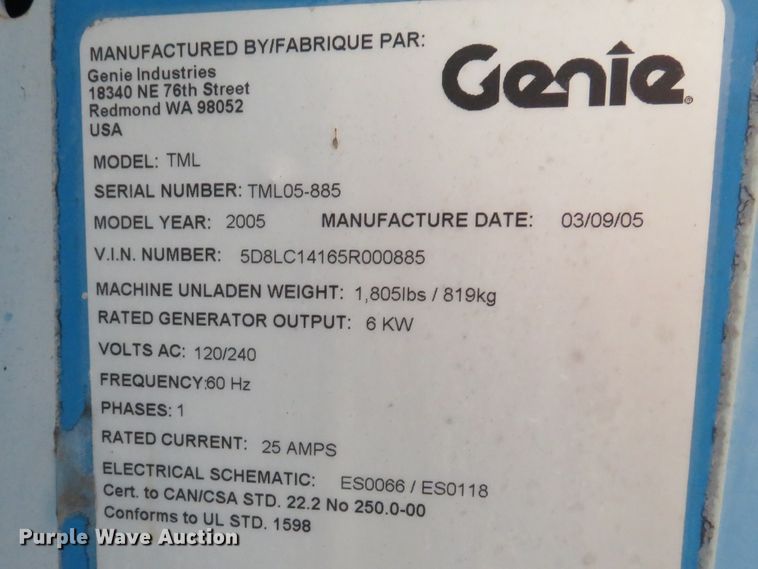 MANUFACTURED BY/FABRIQUE PAR:
Genie Industries
18340 NE 76th Street
Redmond WA 98052
USA
Genie®
MODEL: TML
SERIAL NUMBER: TML05-885
MODEL YEAR: 2005 MANUFACTURE DATE: 03/09/05
V.I.N. NUMBER: 5D8LC14165R000885
MACHINE UNLADEN WEIGHT: 1,805lbs / 819kg
RATED GENERATOR OUTPUT: 6 KW
VOLTS AC: 120/240
FREQUENCY:60 Hz
PHASES: 1
RATED CURRENT: 25 AMPS
ELECTRICAL SCHEMATIC: ES0066 / ES0118
Cert. to CAN/CSA STD. 22.2 No 250.0-00
Conforms to UL STD. 1598
Purple Wave Auction